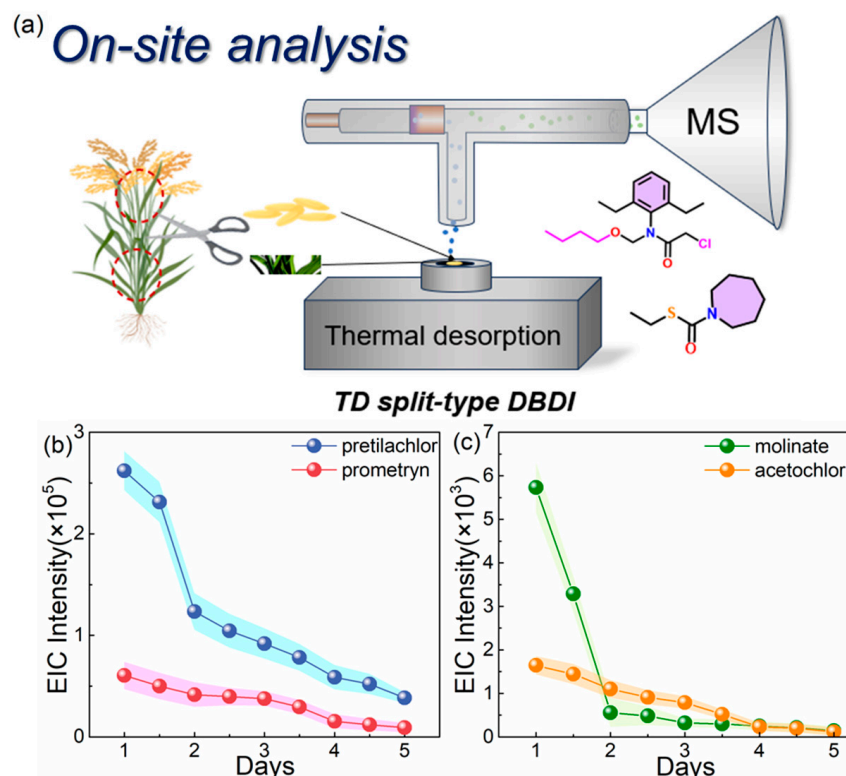 (a) On-site analysis
MS
Cl
N
O
O
S
N
O
Thermal desorption
TD split-type DBDI
(b)
pretilachlor
prometryn
EIC Intensity(×10⁵)
3
2
1
0
1 2 3 4 5
Days
(c)
molinate
acetochlor
EIC Intensity(×10³)
7
6
5
4
3
2
1
0
1 2 3 4 5
Days